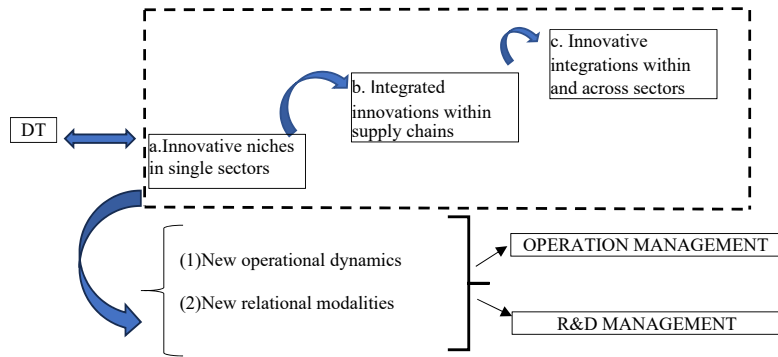 c. Innovative
integrations within
and across sectors
b. Integrated
innovations within
supply chains
DT
a.Innovative niches
in single sectors
(1)New operational dynamics
(2)New relational modalities
OPERATION MANAGEMENT
R&D MANAGEMENT